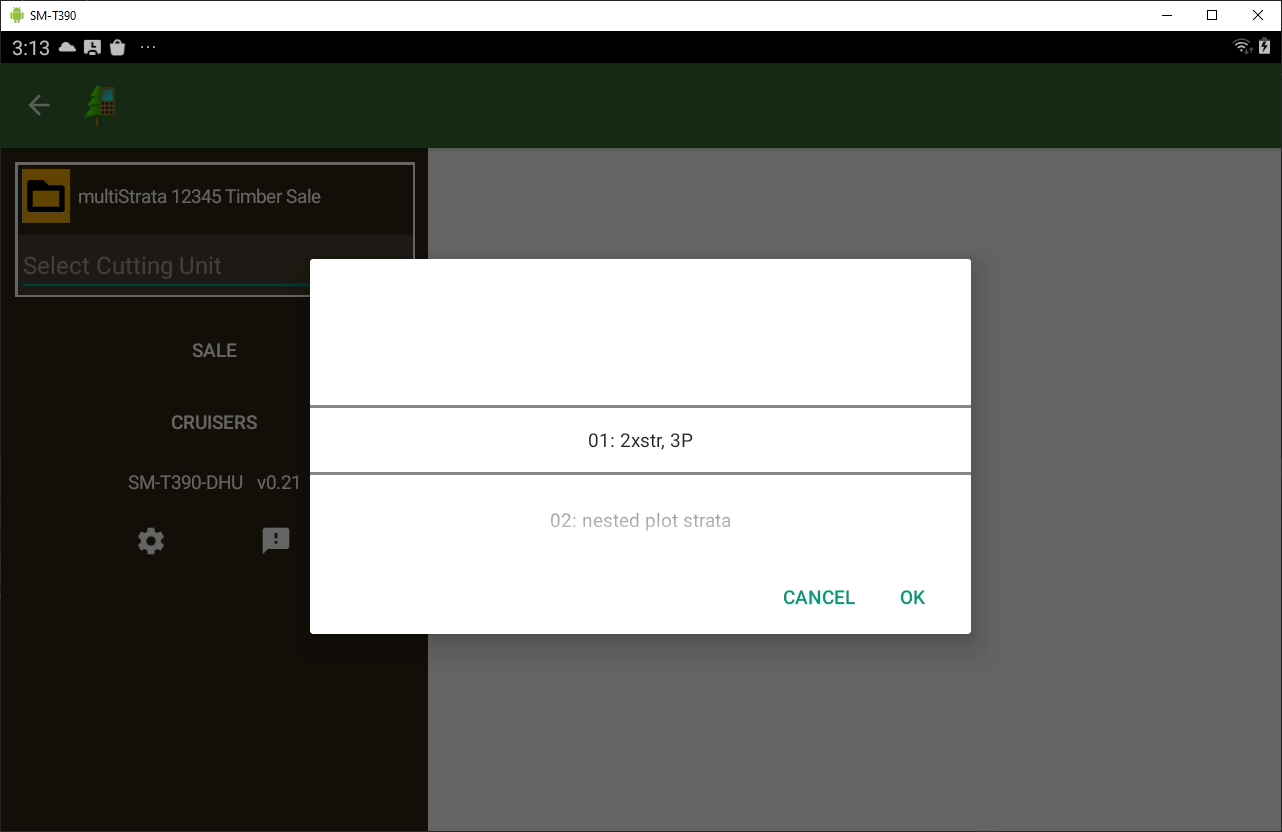 SM-T390
3:13
multiStrata 12345 Timber Sale
Select Cutting Unit
SALE
CRUISERS
SM-T390-DHU v0.21
01: 2xstr, 3P
02: nested plot strata
CANCEL OK